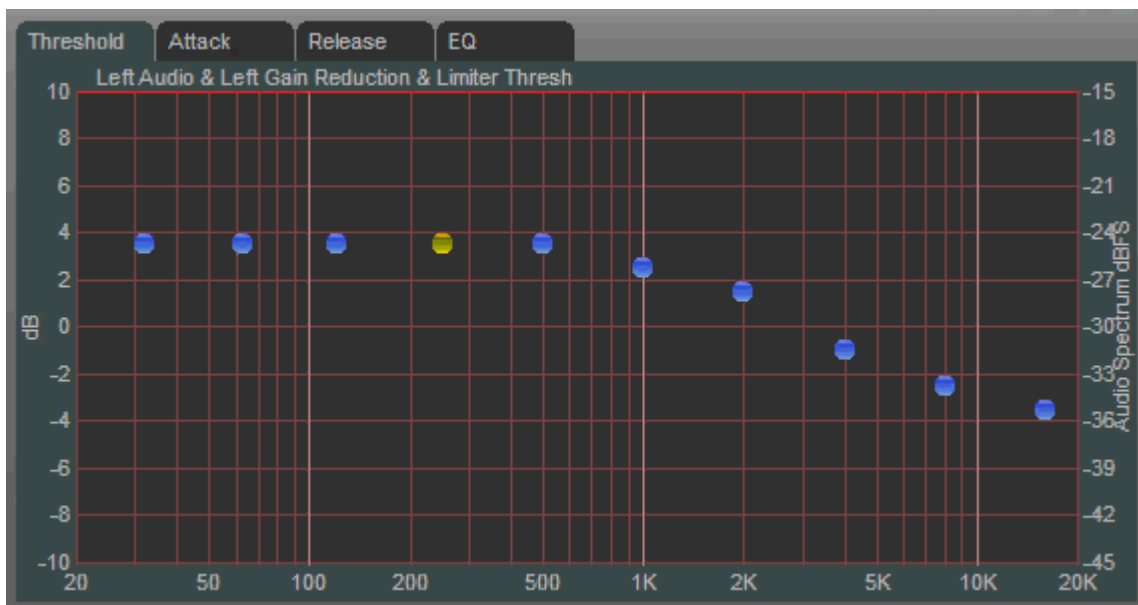 Threshold Attack Release EQ
Left Audio & Left Gain Reduction & Limiter Thresh
10 -15
8 -18
6 -21
4 -24
2 -27
0 -30
-2 -33
-4 -36
-6 -39
-8 -42
-10 -45
dB
Audio Spectrum dBFS
20 50 100 200 500 1K 2K 5K 10K 20K